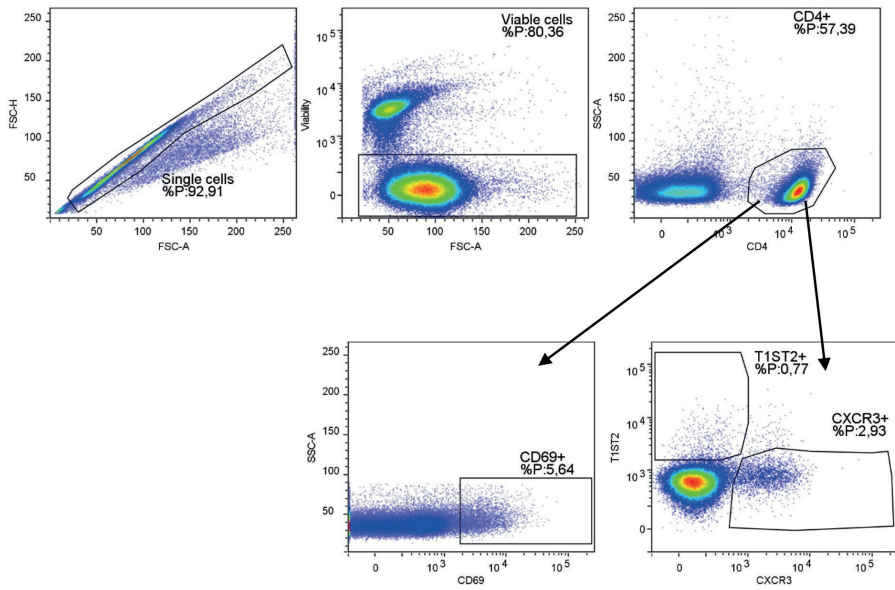 250
200
150
100
50
FSC-H
Single cells
%P:92,91
50
100
150
200
250
FSC-A
Viable cells
%P:80,36
10^5
10^4
10^3
0
Viability
50
100
150
200
250
FSC-A
CD4+
%P:57,39
250
200
150
100
50
SSC-A
0
10^3
10^4
10^5
CD4
250
200
150
100
50
SSC-A
CD69+
%P:5,64
0
10^3
10^4
10^5
CD69
T1ST2+
%P:0,77
CXCR3+
%P:2,93
10^5
10^4
10^3
0
T1ST2
0
10^3
10^4
10^5
CXCR3